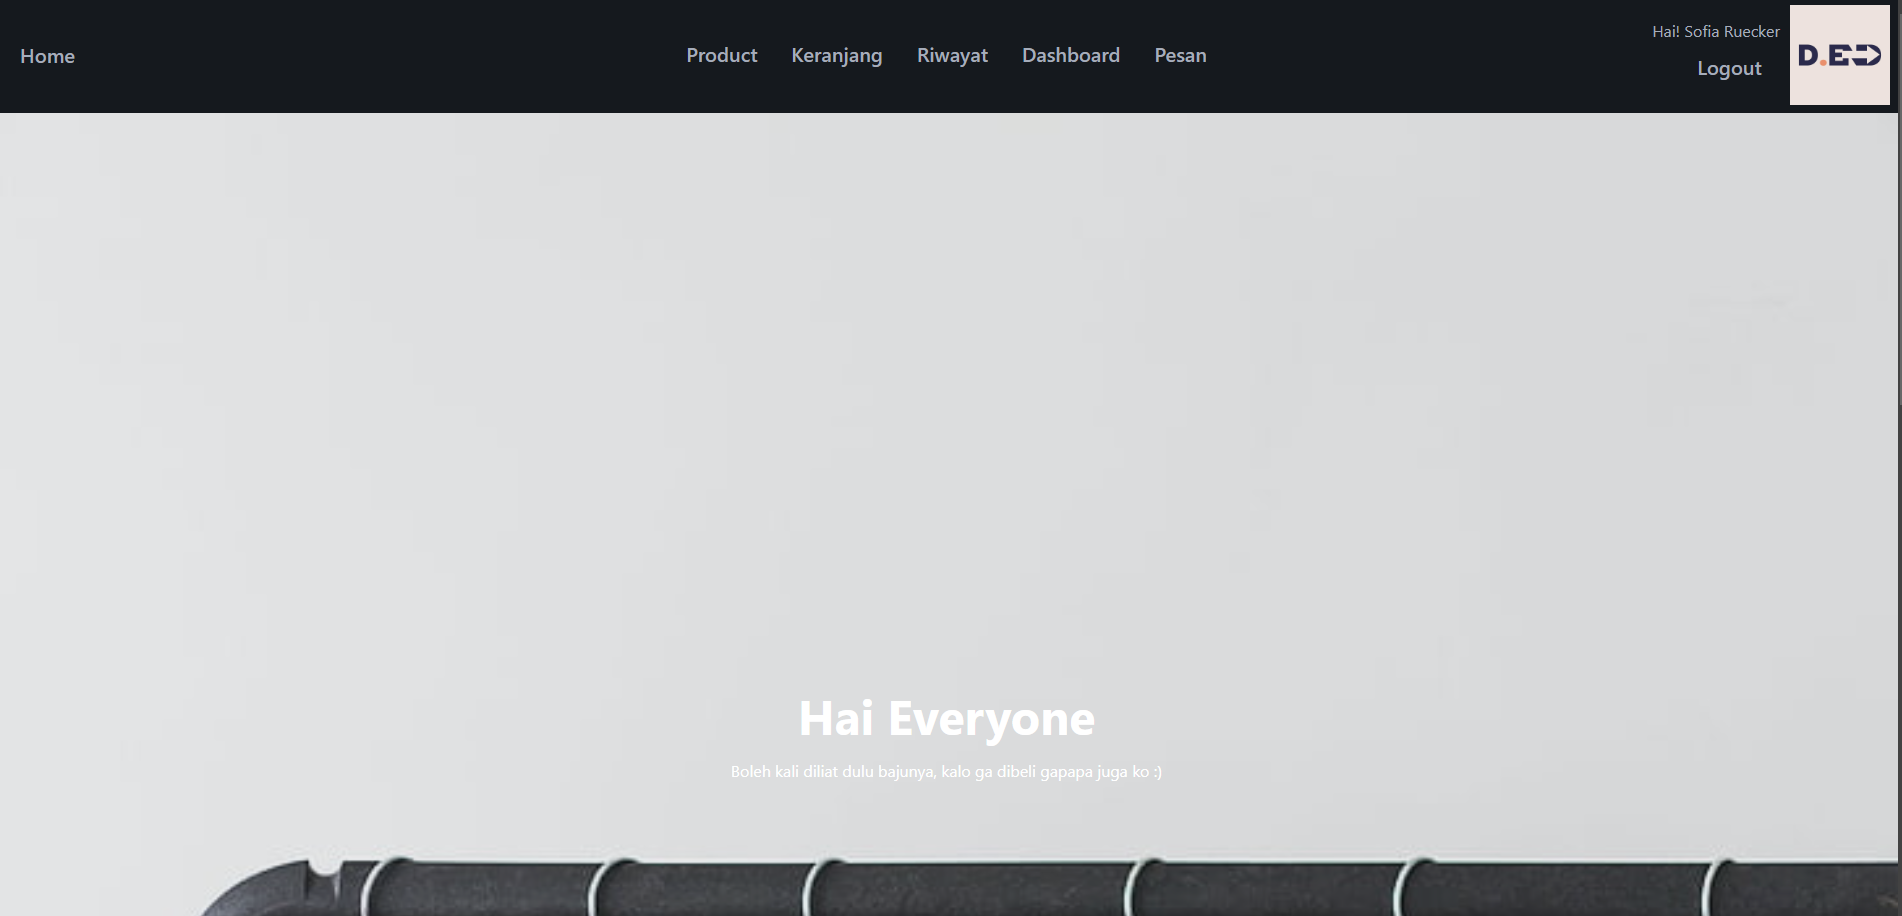 Home
Product Keranjang Riwayat Dashboard Pesan
Hai! Sofia Ruecker
Logout
D.ED
Hai Everyone
Boleh kali diliat dulu bajunya, kalo ga dibeli gapapa juga ko :)